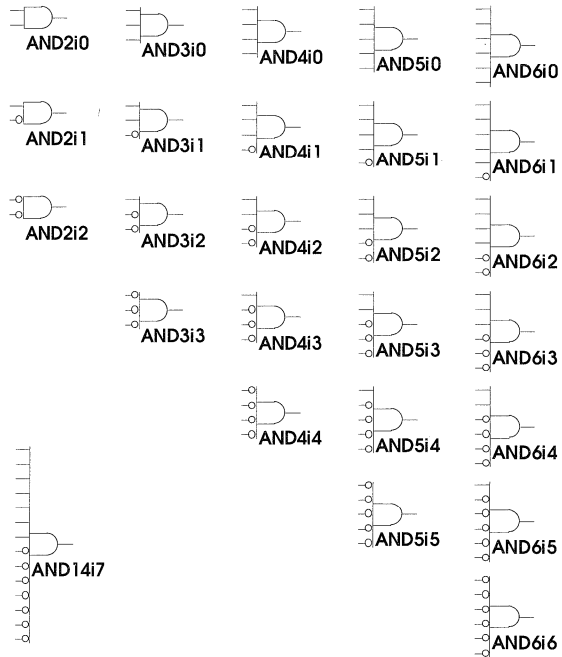 AND2i0 AND3i0 AND4i0 AND5i0 AND6i0
AND2i1 AND3i1 AND4i1 AND5i1 AND6i1
AND2i2 AND3i2 AND4i2 AND5i2 AND6i2
AND3i3 AND4i3 AND5i3 AND6i3
AND4i4 AND5i4 AND6i4
AND5i5 AND6i5
AND14i7
AND6i6